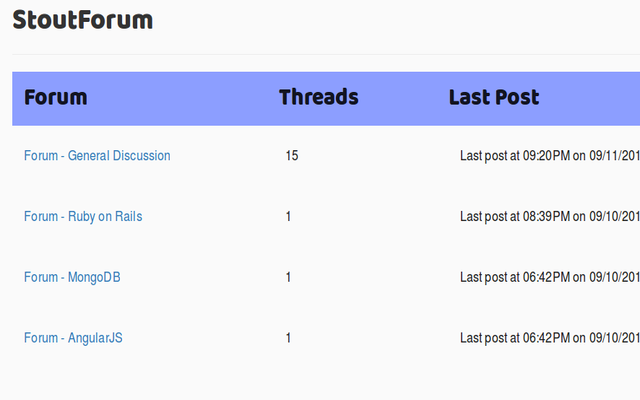 StoutForum
Forum Threads Last Post
Forum - General Discussion 15 Last post at 09:20PM on 09/11/201
Forum - Ruby on Rails 1 Last post at 08:39PM on 09/10/201
Forum - MongoDB 1 Last post at 06:42PM on 09/10/201
Forum - AngularJS 1 Last post at 06:42PM on 09/10/201